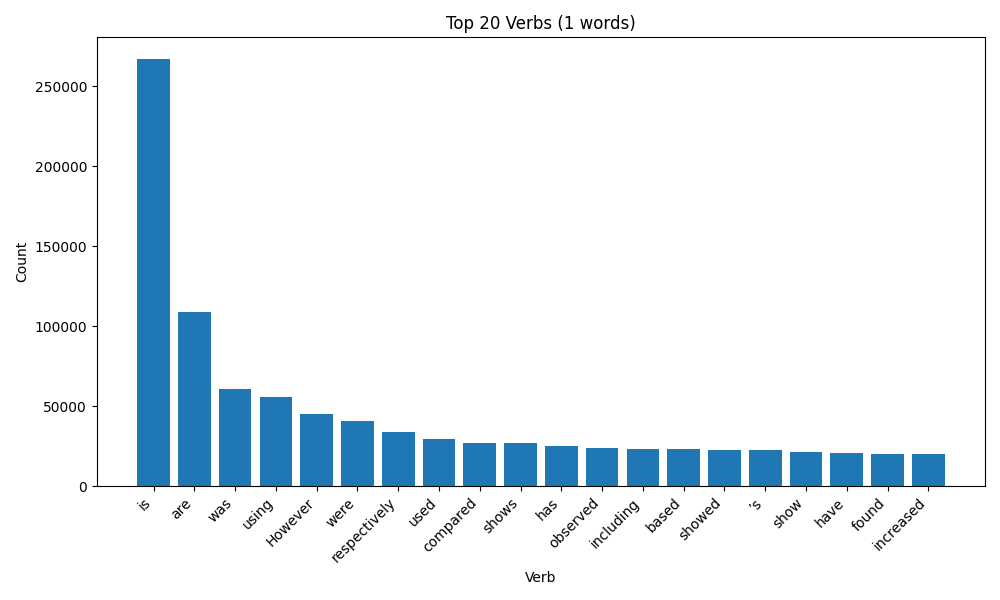 Top 20 Verbs (1 words)
Count
250000
200000
150000
100000
50000
0
is
are
was
using
However
were
respectively
used
compared
shows
has
observed
including
based
showed
's
show
have
found
increased
Verb